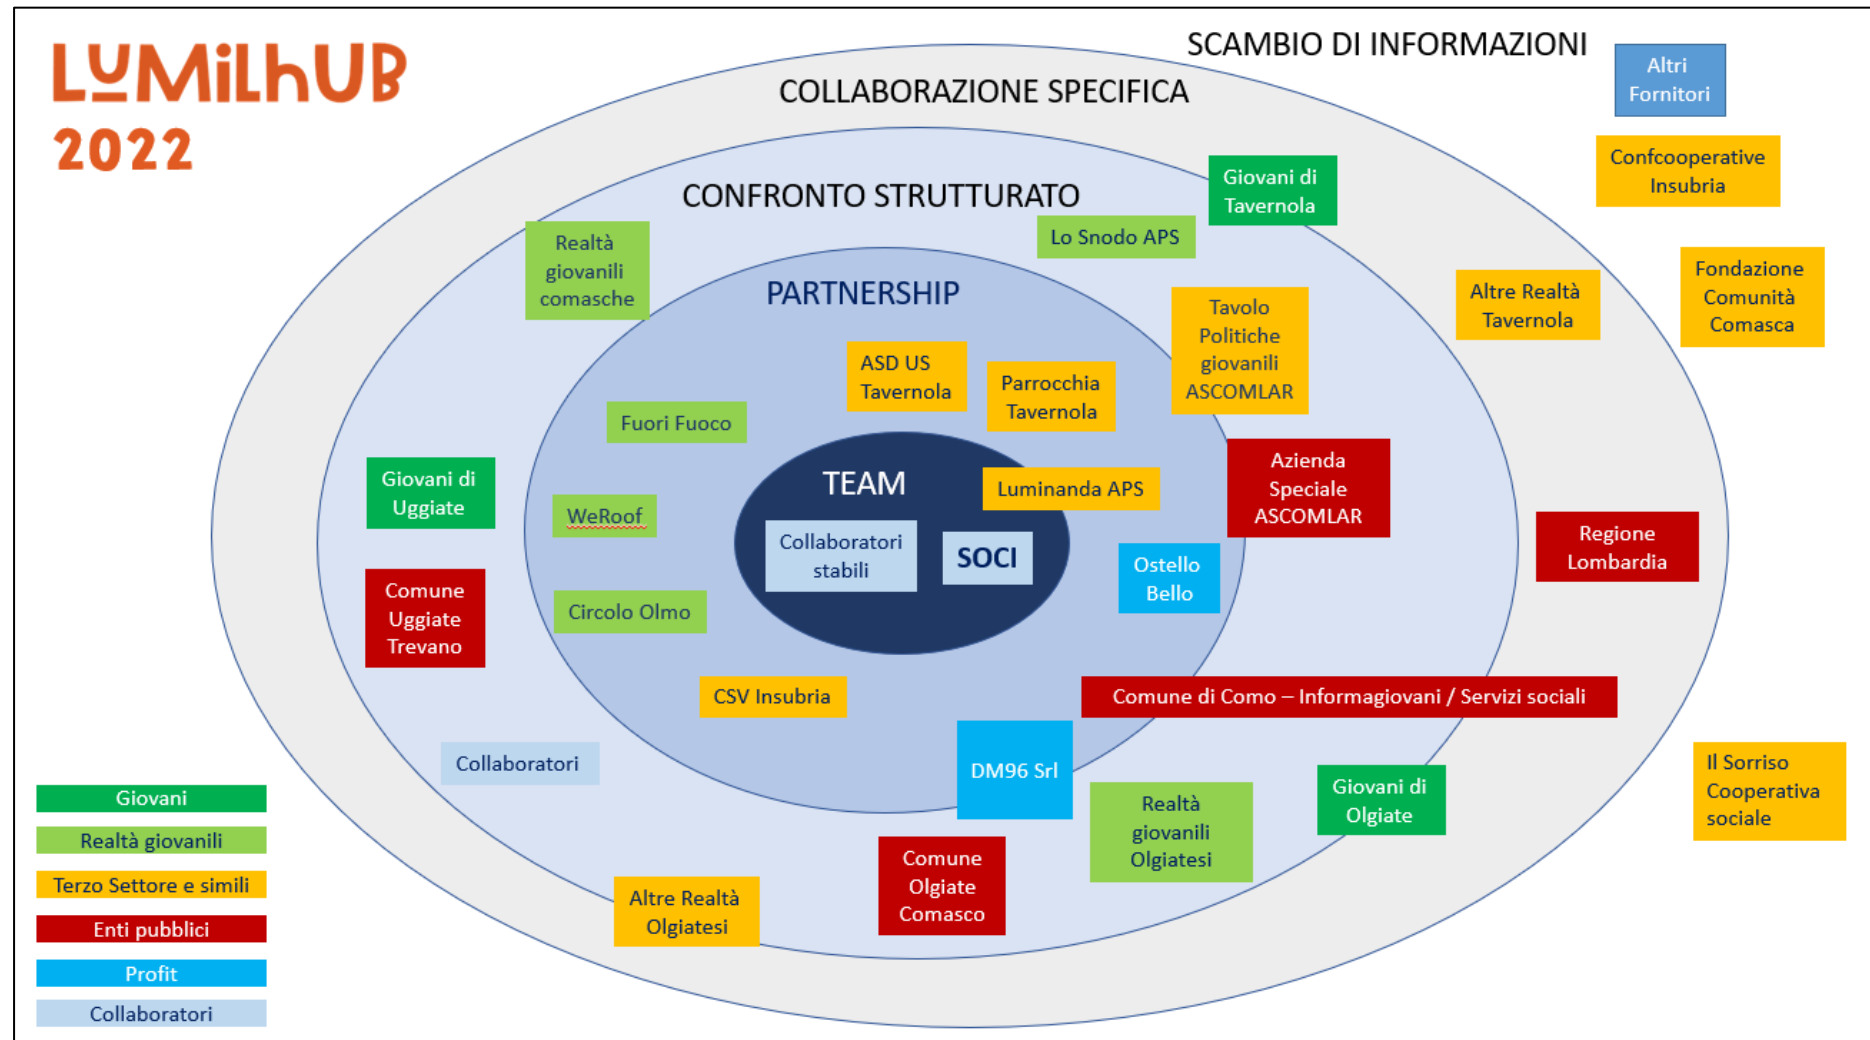 LUMILHUB
2022
SCAMBIO DI INFORMAZIONI
Altri
Fornitori
COLLABORAZIONE SPECIFICA
Confcooperative
Insubria
CONFRONTO STRUTTURATO
Giovani di
Tavernola
Lo Snodo APS
Realtà
giovanili
comasche
Fondazione
Comunità
Comasca
Altre Realtà
Tavernola
PARTNERSHIP
Tavolo
Politiche
giovanili
ASCOMLAR
ASD US
Tavernola
Parrocchia
Tavernola
Fuori Fuoco
TEAM
Luminanda APS
Azienda
Speciale
ASCOMLAR
Giovani di
Uggiate
WeRoof
Collaboratori
stabili
SOCI
Ostello
Bello
Regione
Lombardia
Comune
Uggiate
Trevano
Circolo Olmo
CSV Insubria
Comune di Como – Informagiovani / Servizi sociali
Collaboratori
DM96 Srl
Realtà
giovanili
Olgiatesi
Giovani di
Olgiate
Il Sorriso
Cooperativa
sociale
Comune
Olgiate
Comasco
Altre Realtà
Olgiatesi
Giovani
Realtà giovanili
Terzo Settore e simili
Enti pubblici
Profit
Collaboratori